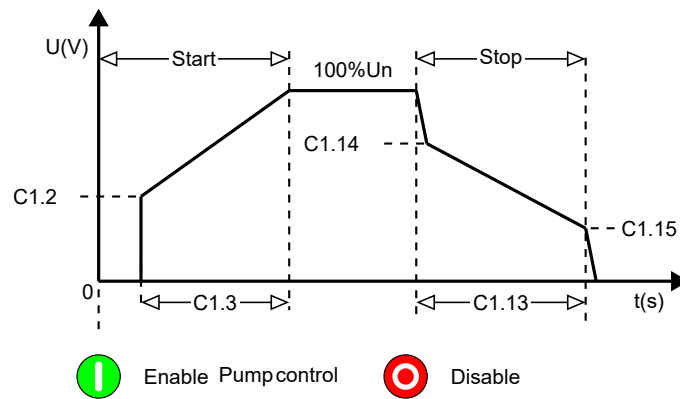 U(V)
Start
Stop
100%Un
C1.14
C1.2
C1.15
0
C1.3
C1.13
t(s)
Enable Pump control
Disable